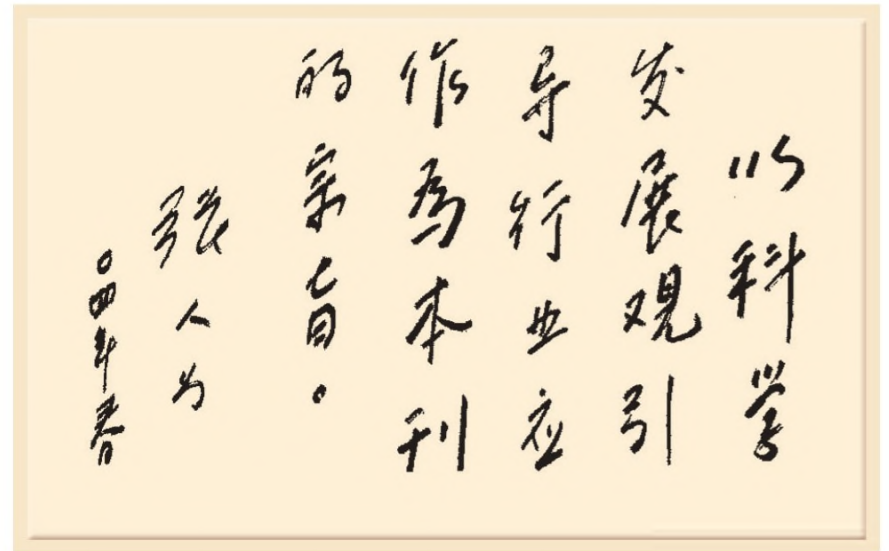 以科学
发展观引
导行业应
作为本刊
的宗旨。
张人为
〇四年春